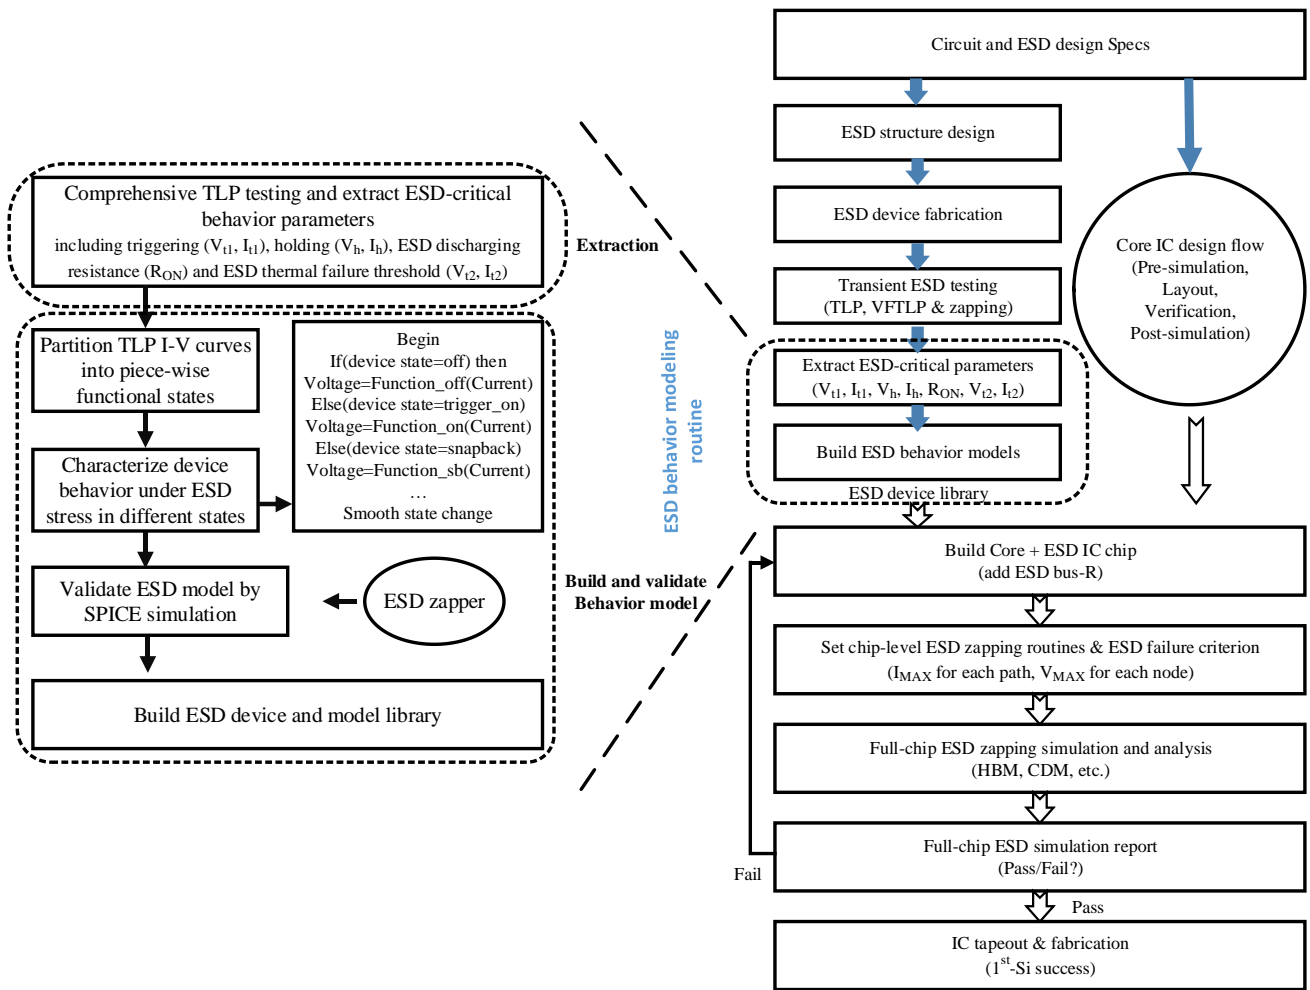 Comprehensive TLP testing and extract ESD-critical
behavior parameters
including triggering (Vt1, It1), holding (Vh, Ih), ESD discharging
resistance (RON) and ESD thermal failure threshold (Vt2, It2)
Extraction
Partition TLP I-V curves
into piece-wise
functional states
Characterize device
behavior under ESD
stress in different states
Begin
If(device state=off) then
Voltage=Function_off(Current)
Else(device state=trigger_on)
Voltage=Function_on(Current)
Else(device state=snapback)
Voltage=Function_sb(Current)
…
Smooth state change
Validate ESD model by
SPICE simulation
ESD zapper
Build and validate
Behavior model
Build ESD device and model library
ESD behavior modeling
routine
Circuit and ESD design Specs
ESD structure design
ESD device fabrication
Transient ESD testing
(TLP, VFTLP & zapping)
Extract ESD-critical parameters
(Vt1, It1, Vh, Ih, RON, Vt2, It2)
Build ESD behavior models
ESD device library
Core IC design flow
(Pre-simulation,
Layout,
Verification,
Post-simulation)
Build Core + ESD IC chip
(add ESD bus-R)
Set chip-level ESD zapping routines & ESD failure criterion
(IMAX for each path, VMAX for each node)
Full-chip ESD zapping simulation and analysis
(HBM, CDM, etc.)
Full-chip ESD simulation report
(Pass/Fail?)
Fail
Pass
IC tapeout & fabrication
(1st-Si success)